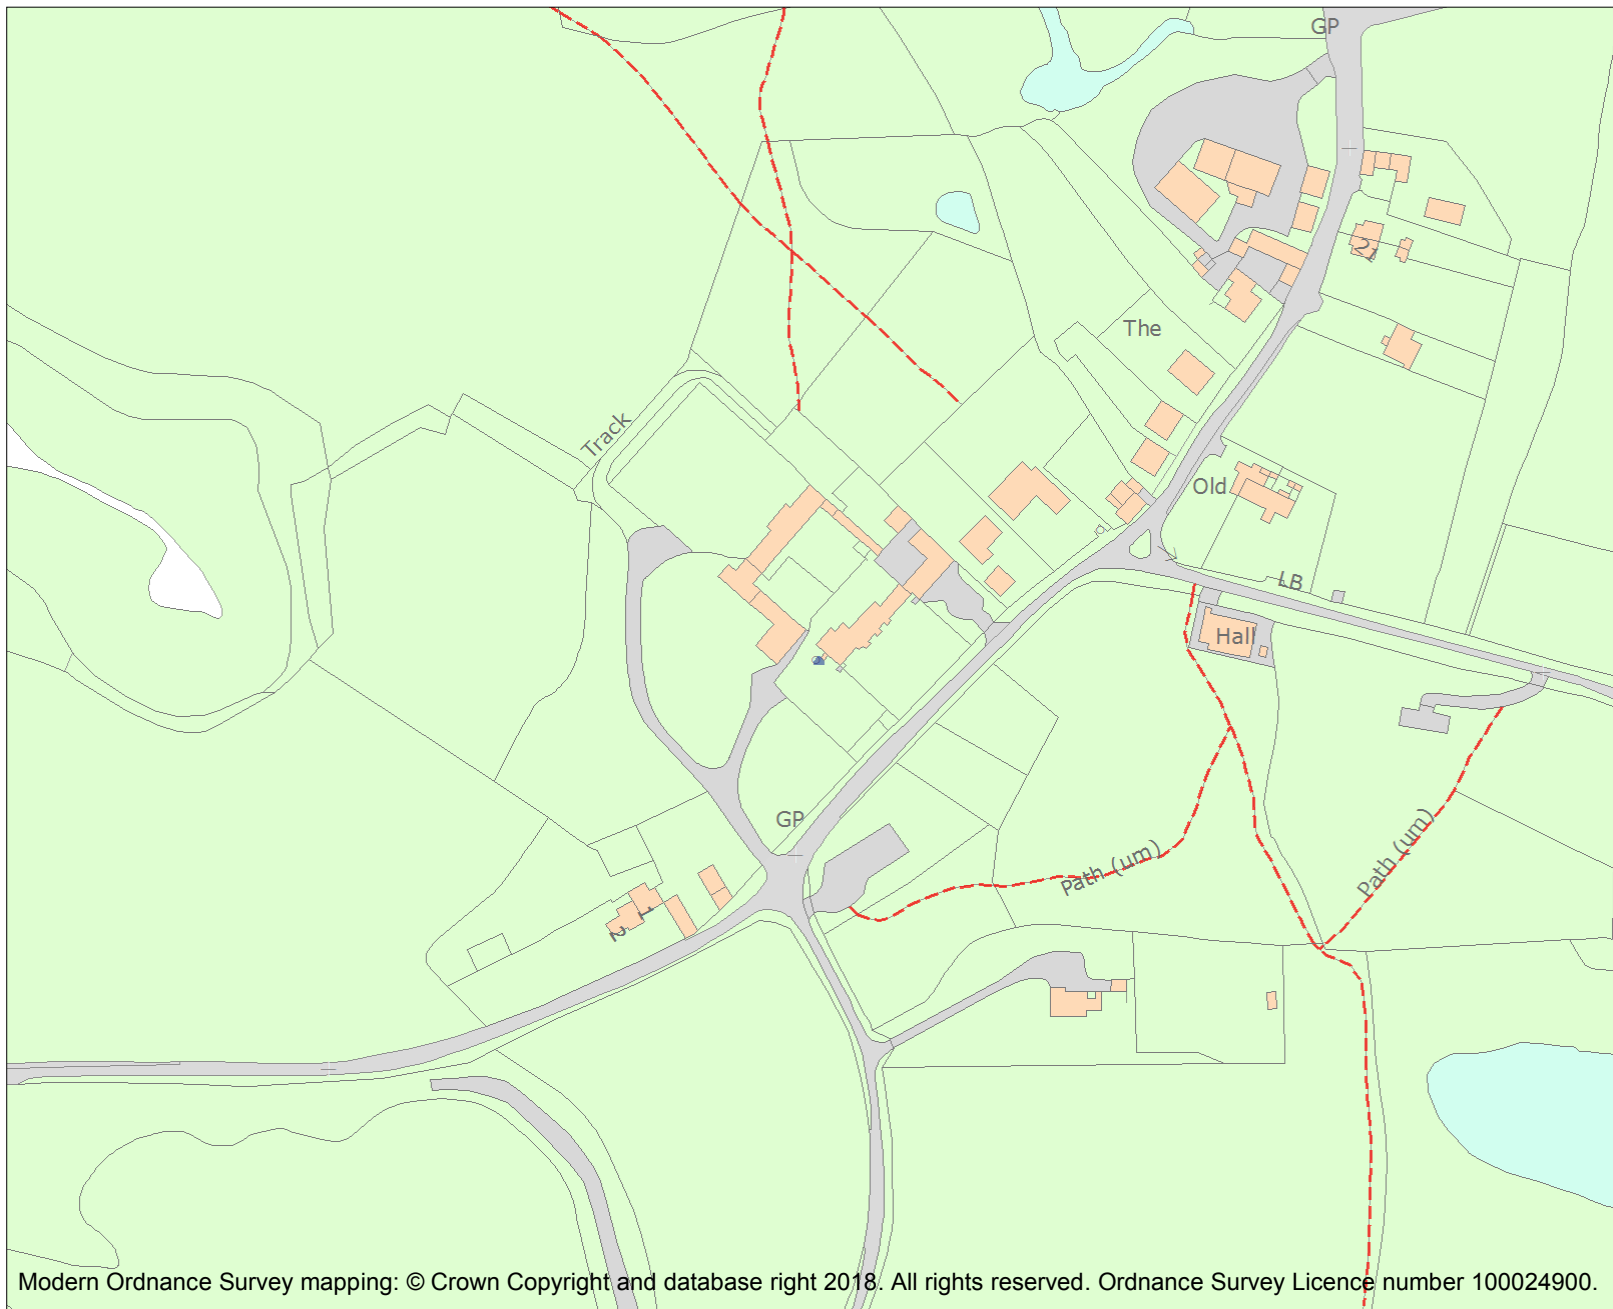 GP
21
The
Track
Old
LB
Hall
GP
Path (um)
Path (um)
1
2
Modern Ordnance Survey mapping: © Crown Copyright and database right 2018. All rights reserved. Ordnance Survey Licence number 100024900.